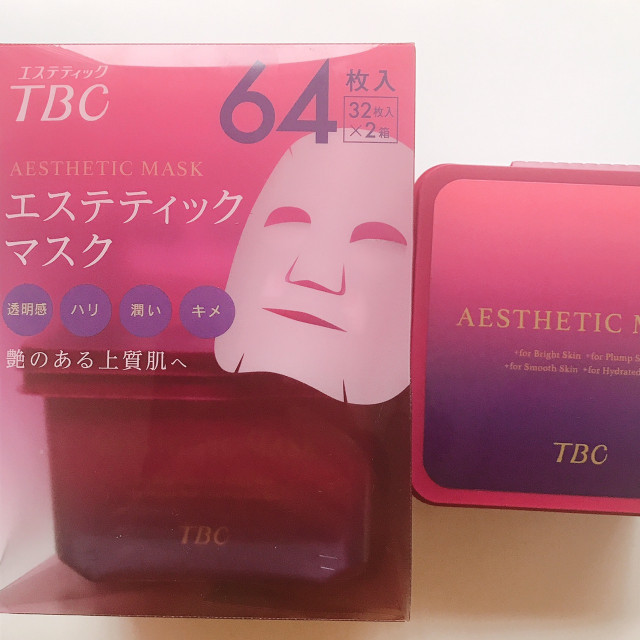 エステティック
TBC
64枚入
32枚入
×2箱
AESTHETIC MASK
エステティック
マスク
透明感 ハリ 潤い キメ
艶のある上質肌へ
TBC
AESTHETIC M
*for Bright Skin *for Plump S
*for Smooth Skin *for Hydrated
TBC